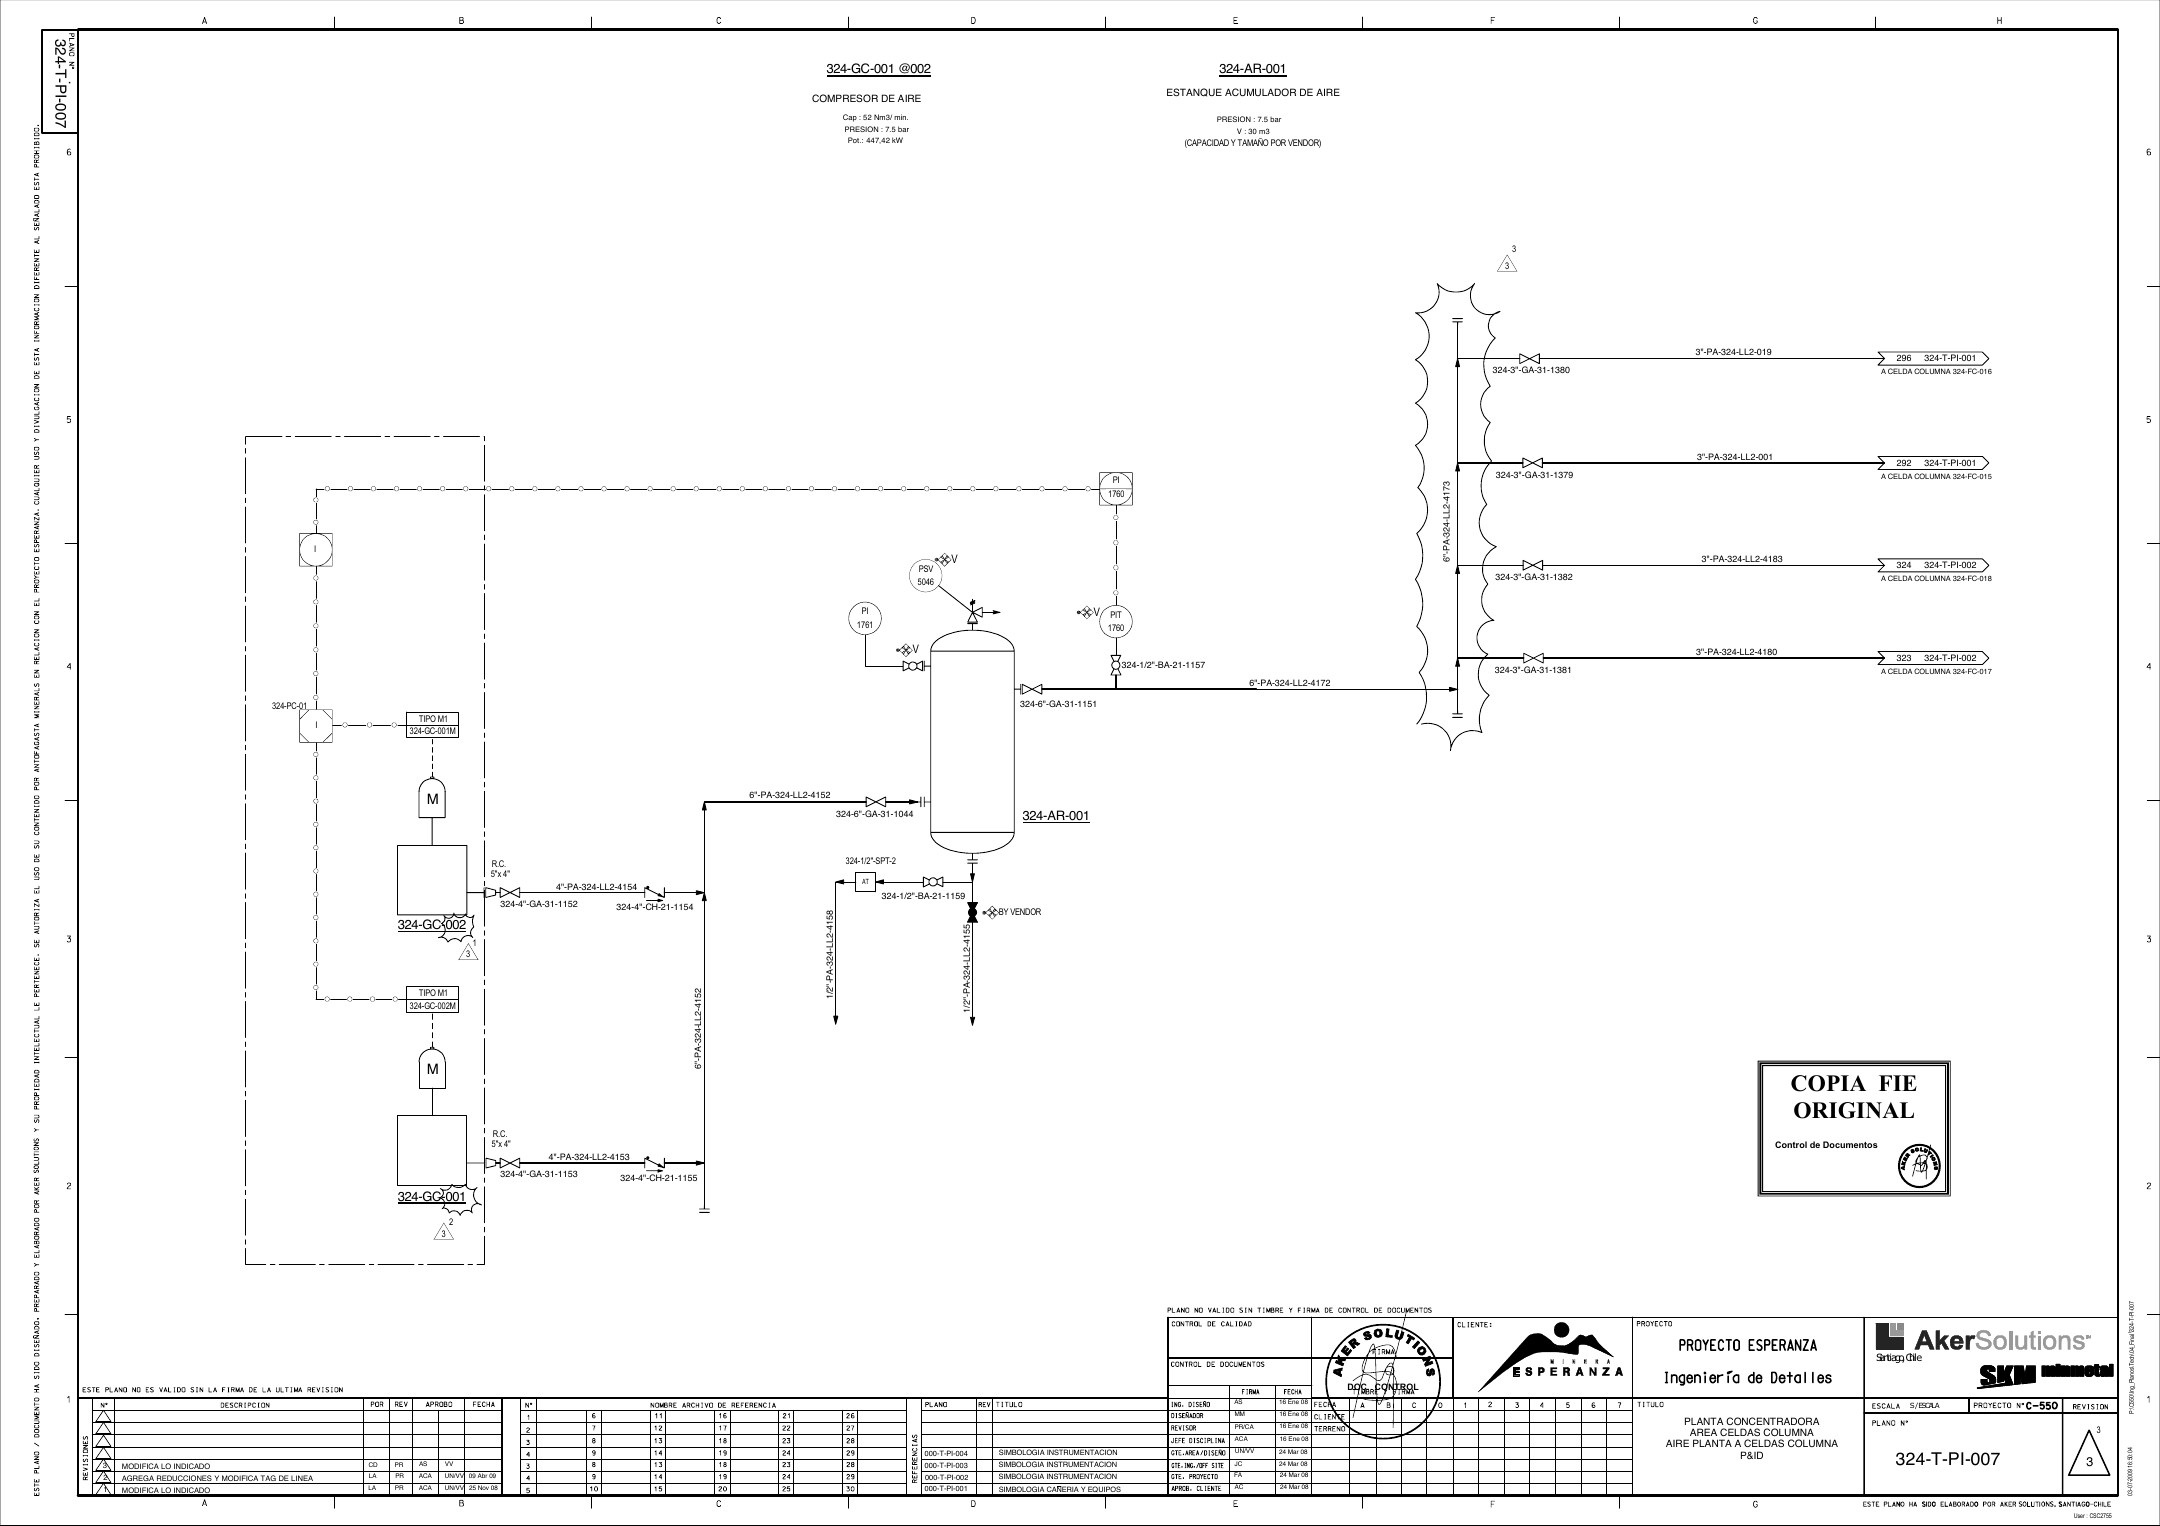 A B C D E F G H
PLANO N°
324-T-PI-007
324-GC-001 @002
COMPRESOR DE AIRE
Cap : 52 Nm3/ min.
PRESION : 7.5 bar
Pot.: 447,42 kW
324-AR-001
ESTANQUE ACUMULADOR DE AIRE
PRESION : 7.5 bar
V : 30 m3
(CAPACIDAD Y TAMAÑO POR VENDOR)
6
6
5
5
4
4
3
3
2
2
1
1
ESTE PLANO / DOCUMENTO HA SIDO DISEÑADO. PREPARADO Y ELABORADO POR AKER SOLUTIONS Y SU PROPIEDAD INTELECTUAL LE PERTENECE. SE AUTORIZA EL USO DE SU CONTENIDO POR ANTOFAGASTA MINERALS EN RELACION CON EL PROYECTO ESPERANZA. CUALQUIER USO Y DIVULGACION DE ESTA INFORMACION DIFERENTE AL SEÑALADO ESTA PROHIBIDO.
3
3
3"-PA-324-LL2-019
324-3"-GA-31-1380
296 324-T-PI-001
A CELDA COLUMNA 324-FC-016
3"-PA-324-LL2-001
324-3"-GA-31-1379
292 324-T-PI-001
A CELDA COLUMNA 324-FC-015
6"-PA-324-LL2-4173
3"-PA-324-LL2-4183
324-3"-GA-31-1382
324 324-T-PI-002
A CELDA COLUMNA 324-FC-018
3"-PA-324-LL2-4180
324-3"-GA-31-1381
323 324-T-PI-002
A CELDA COLUMNA 324-FC-017
PI
1760
I
PSV
5046
V
PI
1761
V
PIT
1760
V
324-1/2"-BA-21-1157
6"-PA-324-LL2-4172
324-6"-GA-31-1151
324-PC-01
I
TIPO M1
324-GC-001M
M
6"-PA-324-LL2-4152
324-6"-GA-31-1044
324-AR-001
R.C.
5"x 4"
4"-PA-324-LL2-4154
324-4"-GA-31-1152
324-4"-CH-21-1154
324-GC-002
1
3
324-1/2"-SPT-2
AT
324-1/2"-BA-21-1159
BY VENDOR
1/2"-PA-324-LL2-4158
1/2"-PA-324-LL2-4155
TIPO M1
324-GC-002M
M
6"-PA-324-LL2-4152
R.C.
5"x 4"
4"-PA-324-LL2-4153
324-4"-GA-31-1153
324-4"-CH-21-1155
324-GC-001
2
3
COPIA FIE
ORIGINAL
Control de Documentos
AKER SOLUTIONS
PLANO NO VALIDO SIN TIMBRE Y FIRMA DE CONTROL DE DOCUMENTOS
CONTROL DE CALIDAD
CONTROL DE DOCUMENTOS
AKER SOLUTIONS
FIRMA
DOC. CONTROL
TIMBRE Y FIRMA
CLIENTE:
MINERA
ESPERANZA
PROYECTO
PROYECTO ESPERANZA
Ingeniería de Detalles
AkerSolutions
Santiago, Chile
SKM minmetal
ESTE PLANO NO ES VALIDO SIN LA FIRMA DE LA ULTIMA REVISION
REVISIONES
N° DESCRIPCION POR REV APROBO FECHA
3 MODIFICA LO INDICADO CD PR AS VV
2 AGREGA REDUCCIONES Y MODIFICA TAG DE LINEA LA PR ACA UN/VV 09 Abr 09
1 MODIFICA LO INDICADO LA PR ACA UN/VV 25 Nov 08
N° NOMBRE ARCHIVO DE REFERENCIA
1 6 11 16 21 26
2 7 12 17 22 27
3 8 13 18 23 28
4 9 14 19 24 29
3 8 13 18 23 28
4 9 14 19 24 29
5 10 15 20 25 30
REFERENCIAS
PLANO REV TITULO
000-T-PI-004 SIMBOLOGIA INSTRUMENTACION
000-T-PI-003 SIMBOLOGIA INSTRUMENTACION
000-T-PI-002 SIMBOLOGIA INSTRUMENTACION
000-T-PI-001 SIMBOLOGIA CAÑERIA Y EQUIPOS
FIRMA FECHA
ING. DISEÑO AS 16 Ene 08
DISEÑADOR MM 16 Ene 08
REVISOR PR/CA 16 Ene 08
JEFE DISCIPLINA ACA 16 Ene 08
GTE.AREA/DISEÑO UN/VV 24 Mar 08
GTE.ING./OFF SITE JC 24 Mar 08
GTE. PROYECTO FA 24 Mar 08
APROB. CLIENTE AC 24 Mar 08
FECHA A B C 0 1 2 3 4 5 6 7
CLIENTE
TERRENO
TITULO
PLANTA CONCENTRADORA
AREA CELDAS COLUMNA
AIRE PLANTA A CELDAS COLUMNA
P&ID
ESCALA S/ESCALA PROYECTO N°C-550 REVISION
PLANO N°
324-T-PI-007
3
3
A B C D E F G
ESTE PLANO HA SIDO ELABORADO POR AKER SOLUTIONS. SANTIAGO-CHILE
User : CSC2755